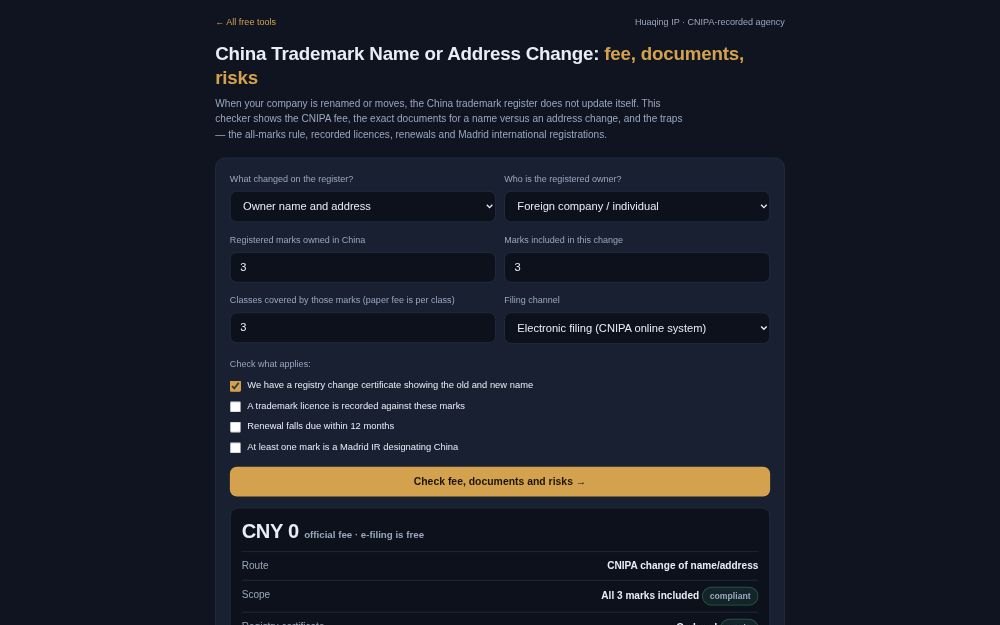 ← All free tools
Huaqing IP · CNIPA-recorded agency
China Trademark Name or Address Change: fee, documents,
risks
When your company is renamed or moves, the China trademark register does not update itself. This
checker shows the CNIPA fee, the exact documents for a name versus an address change, and the traps
— the all-marks rule, recorded licences, renewals and Madrid international registrations.
What changed on the register?
Who is the registered owner?
Owner name and address
Foreign company / individual
Registered marks owned in China
Marks included in this change
3
3
Classes covered by those marks (paper fee is per class)
Filing channel
3
Electronic filing (CNIPA online system)
Check what applies:
We have a registry change certificate showing the old and new name
A trademark licence is recorded against these marks
Renewal falls due within 12 months
At least one mark is a Madrid IR designating China
Check fee, documents and risks →
CNY 0 official fee · e-filing is free
Route
CNIPA change of name/address
Scope
All 3 marks included compliant